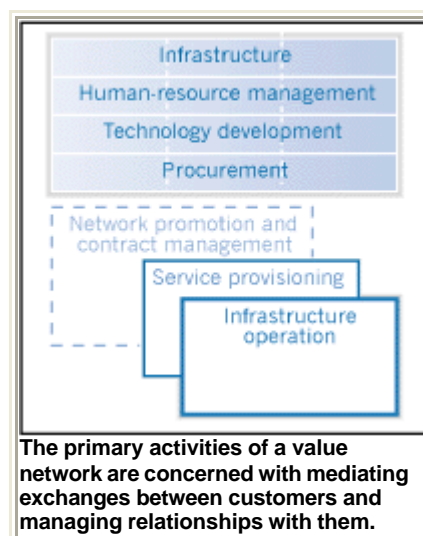 Infrastructure
Human-resource management
Technology development
Procurement
Network promotion and
contract management
Service provisioning
Infrastructure
operation
The primary activities of a value
network are concerned with mediating
exchanges between customers and
managing relationships with them.